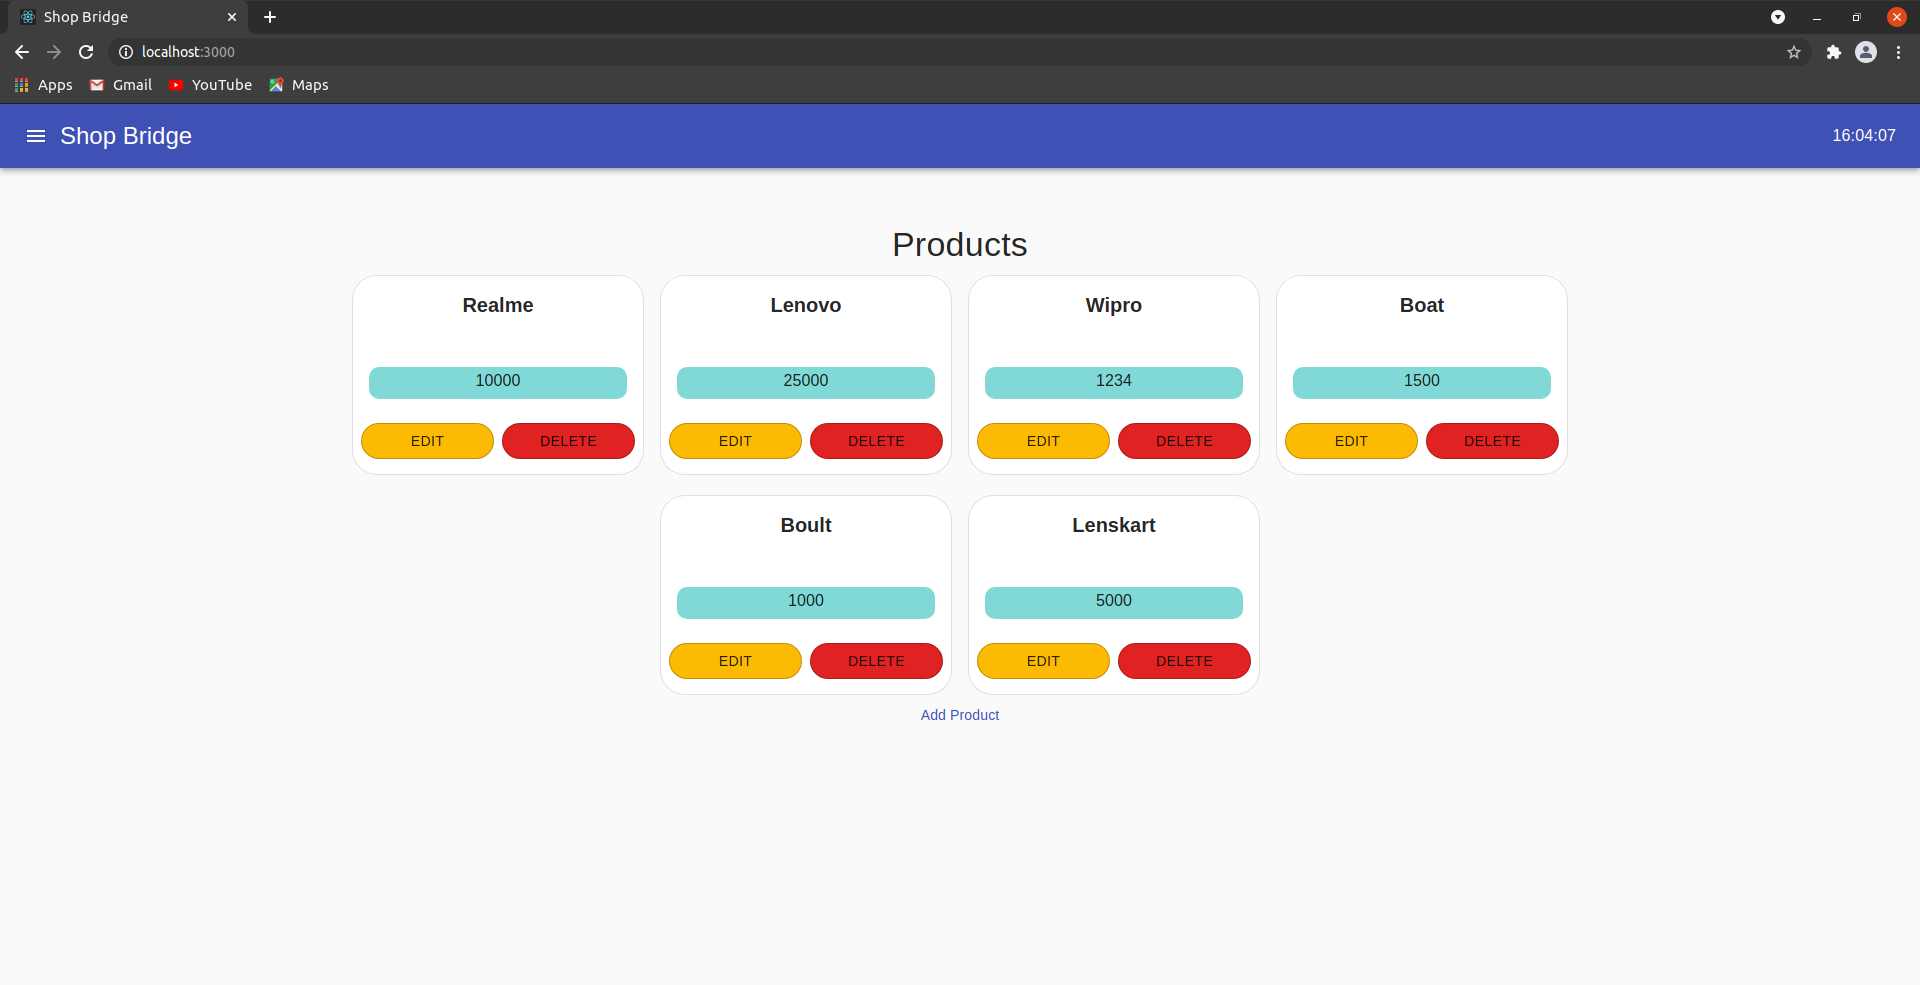 Shop Bridge
localhost:3000
Apps Gmail YouTube Maps
Shop Bridge 16:04:07
Products
Realme Lenovo Wipro Boat
10000 25000 1234 1500
EDIT DELETE EDIT DELETE EDIT DELETE EDIT DELETE
Boult Lenskart
1000 5000
EDIT DELETE EDIT DELETE
Add Product